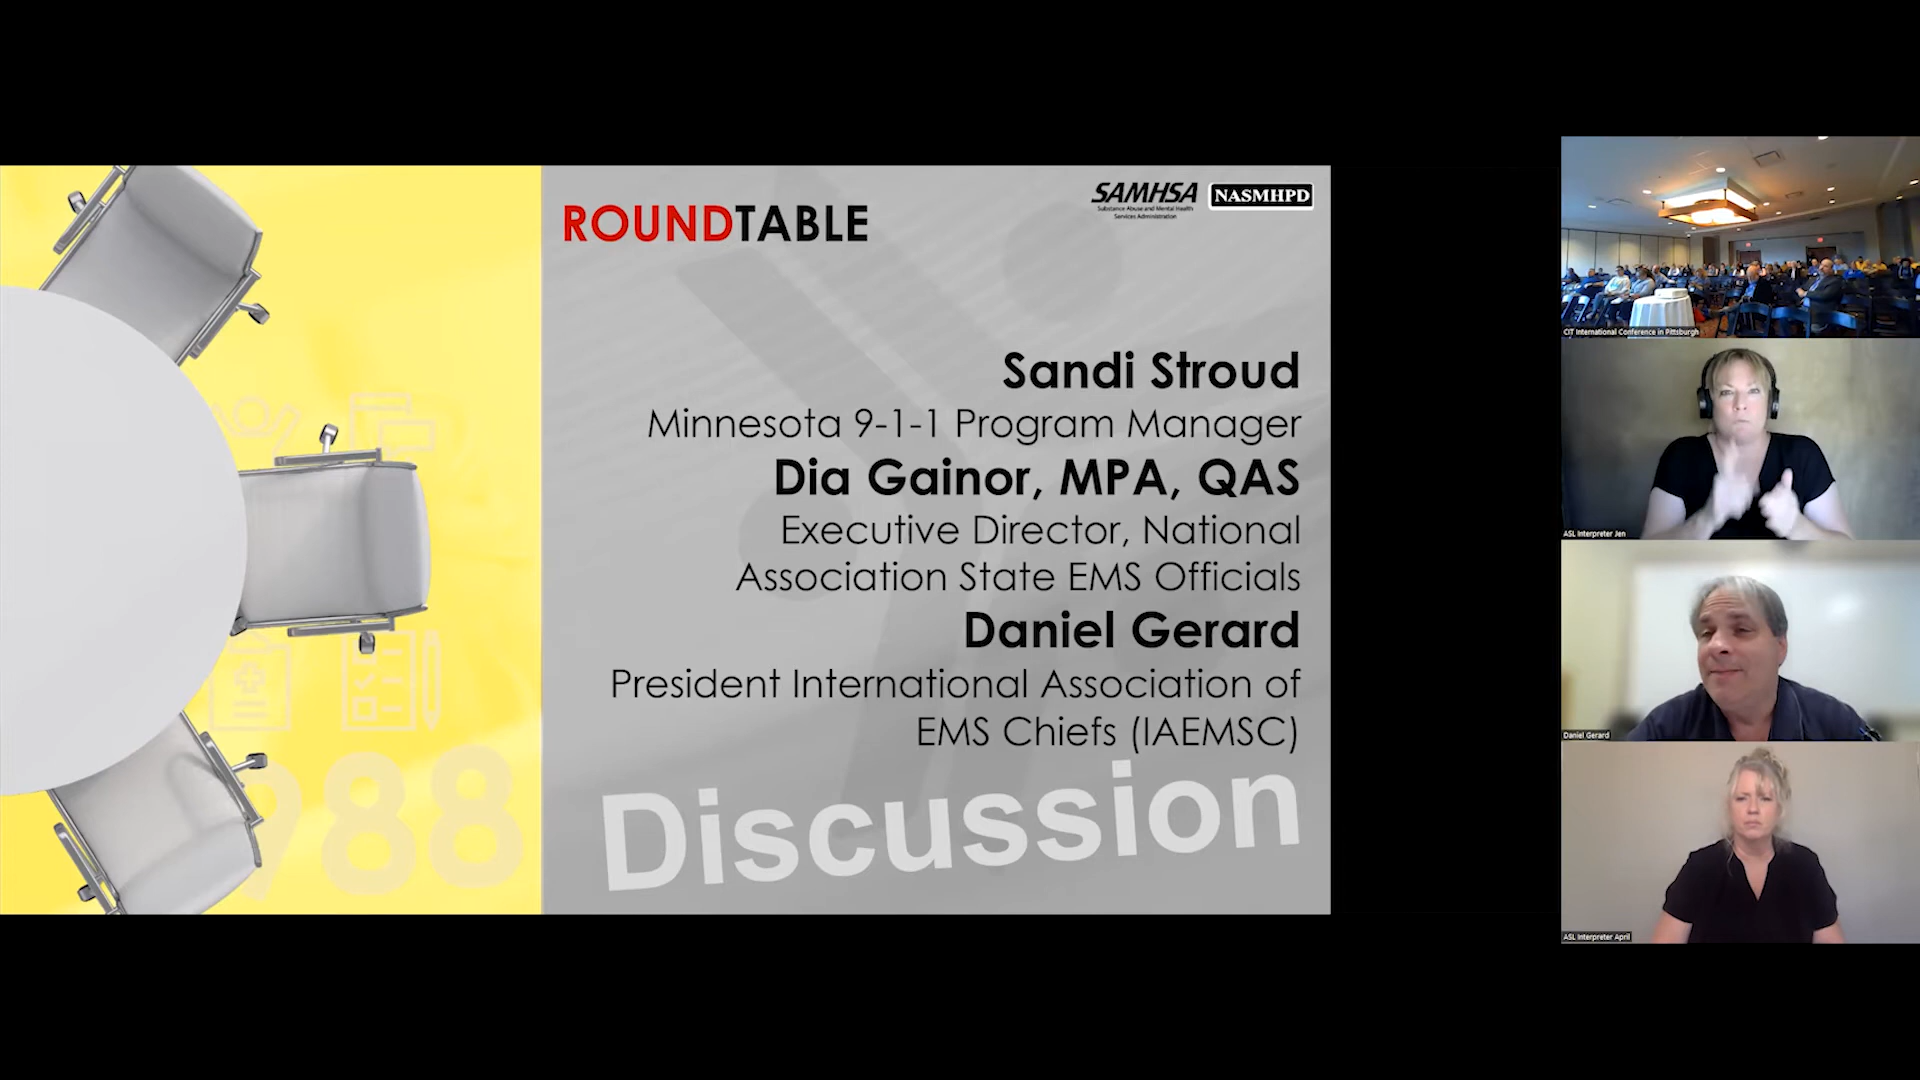 ROUNDTABLE
SAMHSA
Substance Abuse and Mental Health
Services Administration
NASMHPD
Sandi Stroud
Minnesota 9-1-1 Program Manager
Dia Gainor, MPA, QAS
Executive Director, National
Association State EMS Officials
Daniel Gerard
President International Association of
EMS Chiefs (IAEMSC)
Discussion
988
CIT International Conference in Pittsburgh
ASL Interpreter Jen
Daniel Gerard
ASL Interpreter April